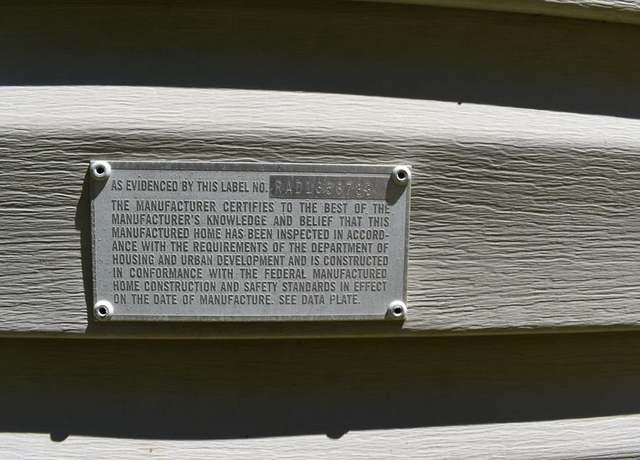 AS EVIDENCED BY THIS LABEL NO.
THE MANUFACTURER CERTIFIES TO THE BEST OF THE
MANUFACTURER'S KNOWLEDGE AND BELIEF THAT THIS
MANUFACTURED HOME HAS BEEN INSPECTED IN ACCORD-
ANCE WITH THE REQUIREMENTS OF THE DEPARTMENT OF
HOUSING AND URBAN DEVELOPMENT AND IS CONSTRUCTED
IN CONFORMANCE WITH THE FEDERAL MANUFACTURED
HOME CONSTRUCTION AND SAFETY STANDARDS IN EFFECT
ON THE DATE OF MANUFACTURE. SEE DATA PLATE.